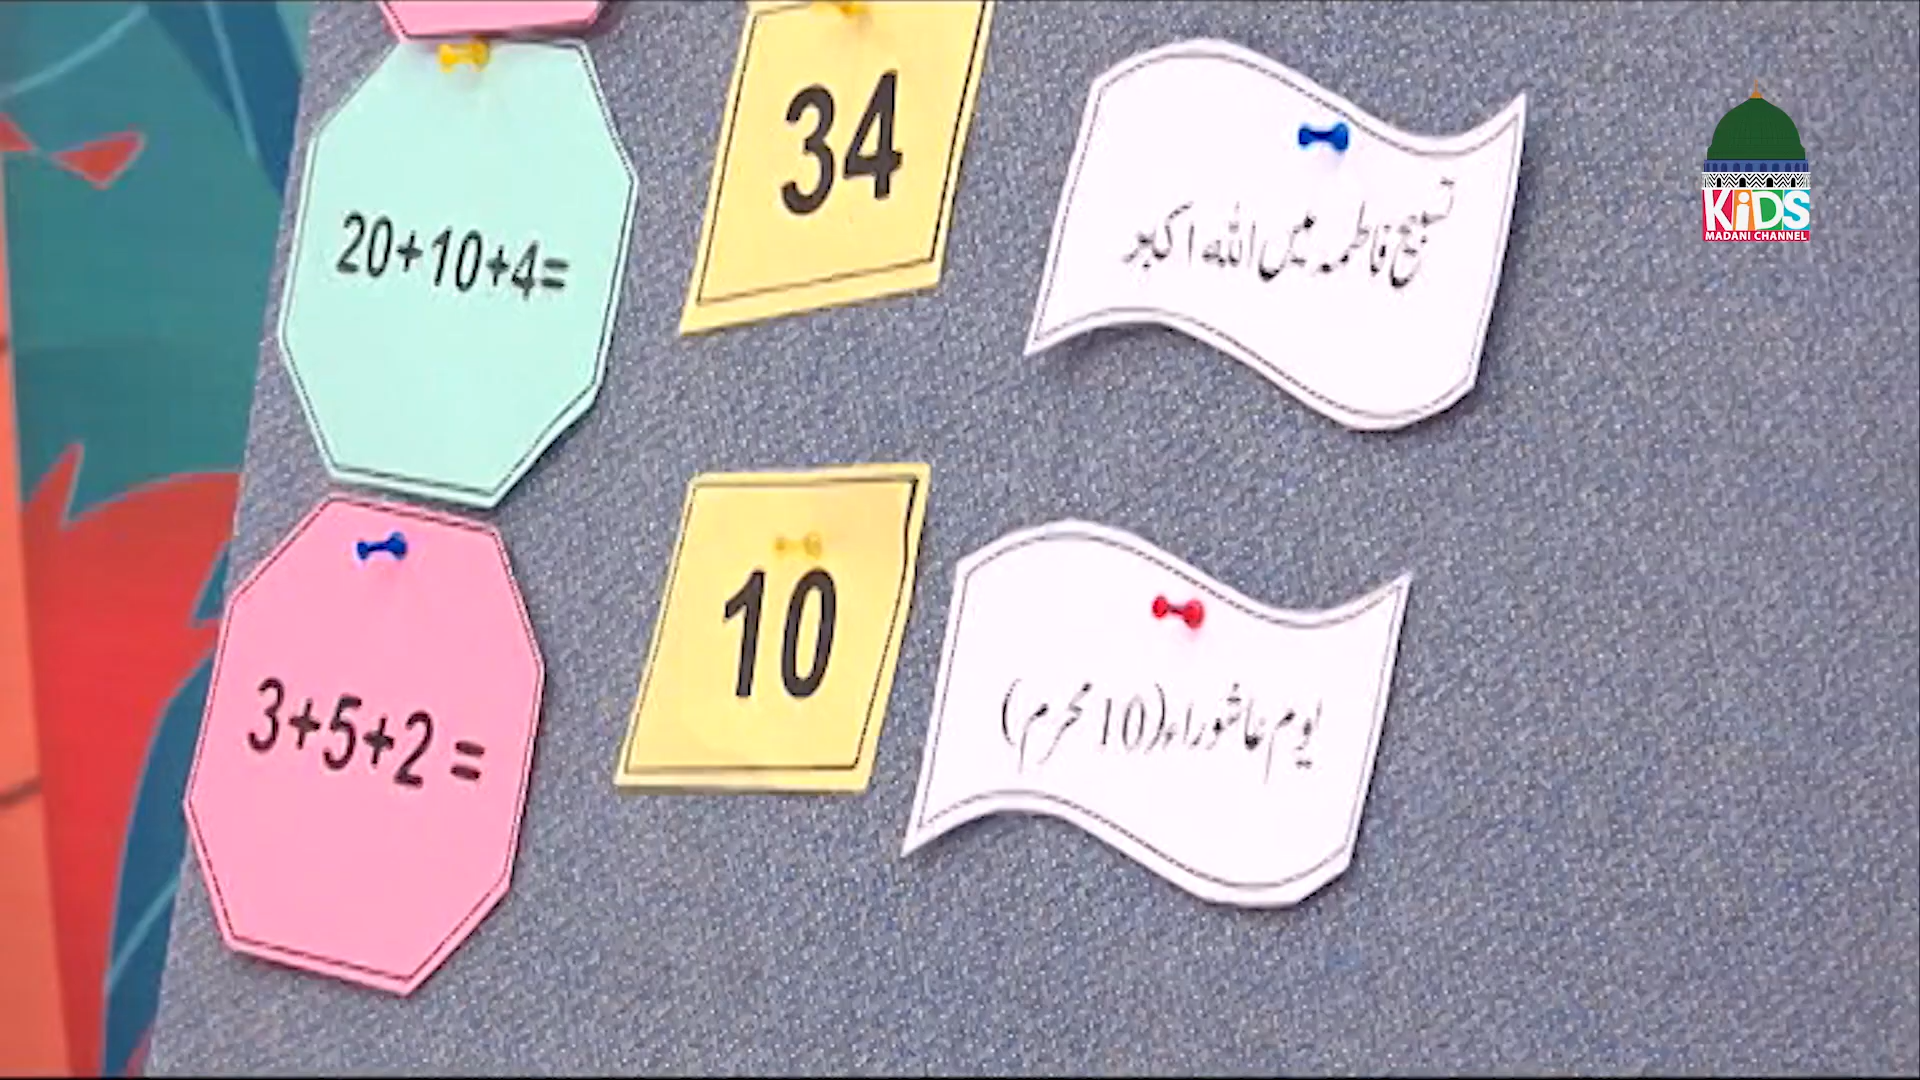 20+10+4=
34
تسبیح فاطمہ میں اللہ اکبر
3+5+2 =
10
یوم عاشوراء (10 محرم)
KiDS
MADANI CHANNEL